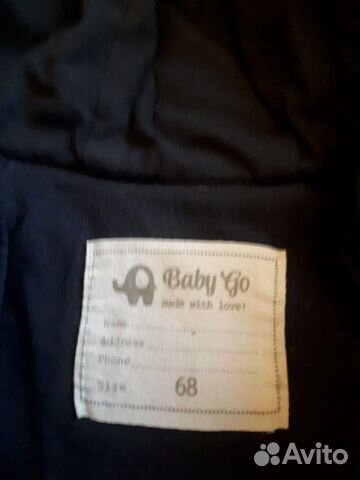 Baby Go
made with love!
Name
Address
Phone
Size 68
Avito